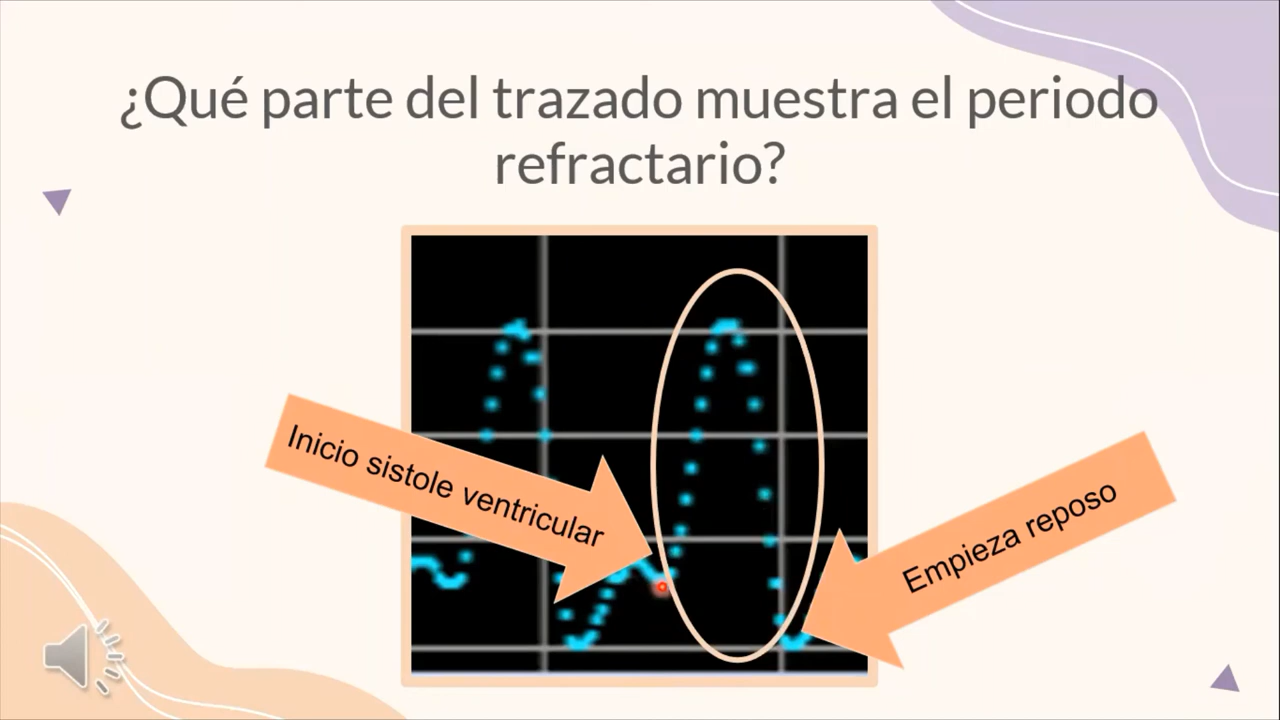 ¿Qué parte del trazado muestra el periodo
refractario?
Inicio sistole ventricular
Empieza reposo